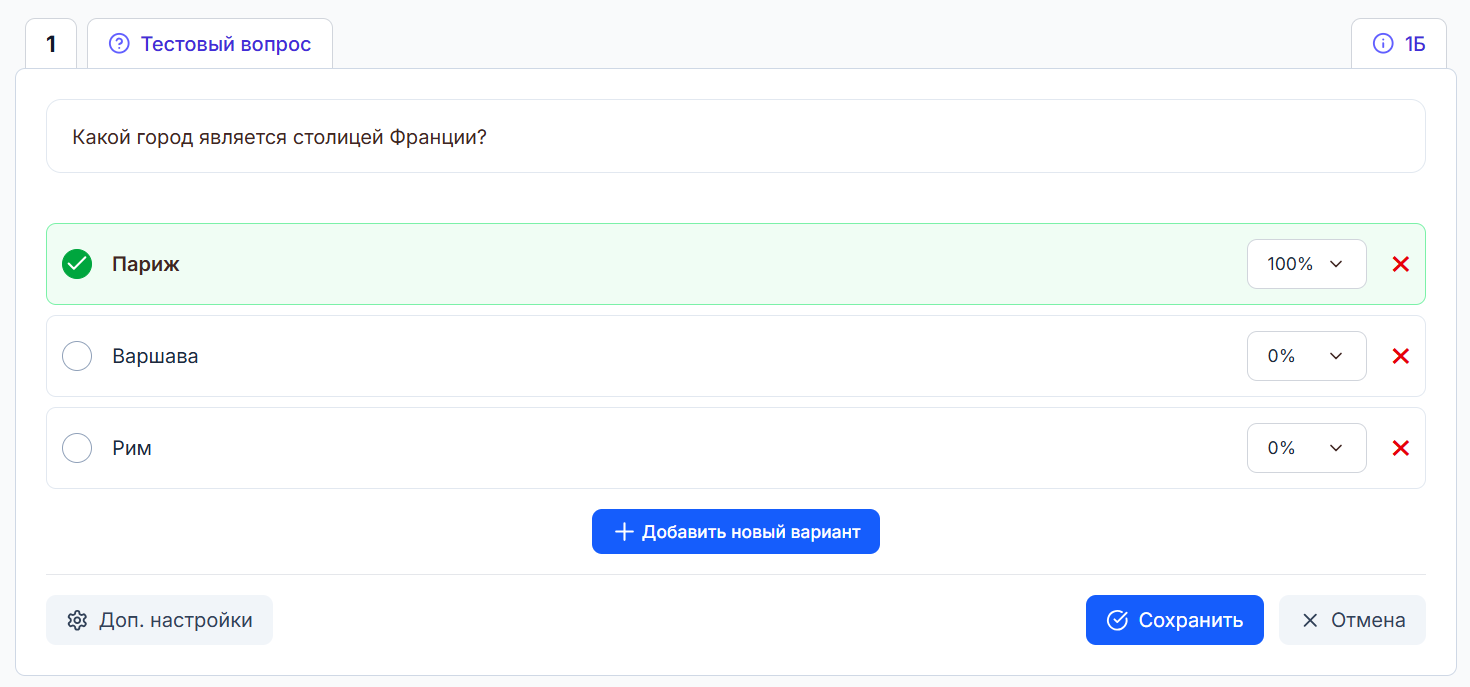 1
Тестовый вопрос
1Б
Какой город является столицей Франции?
Париж
100%
Варшава
0%
Рим
0%
Добавить новый вариант
Доп. настройки
Сохранить
Отмена